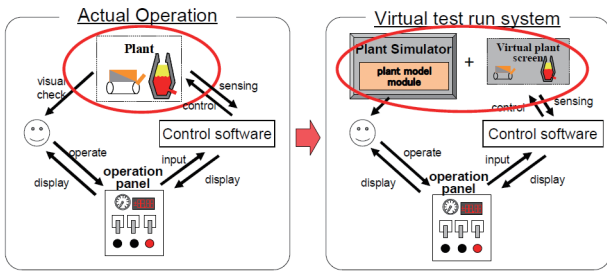 Actual Operation
Plant
visual
check
sensing
control
Control software
operate
display
operation
panel
input
display
Virtual test run system
Plant Simulator
plant model
module
+
Virtual plant
screen
control
sensing
Control software
operate
display
operation
panel
input
display